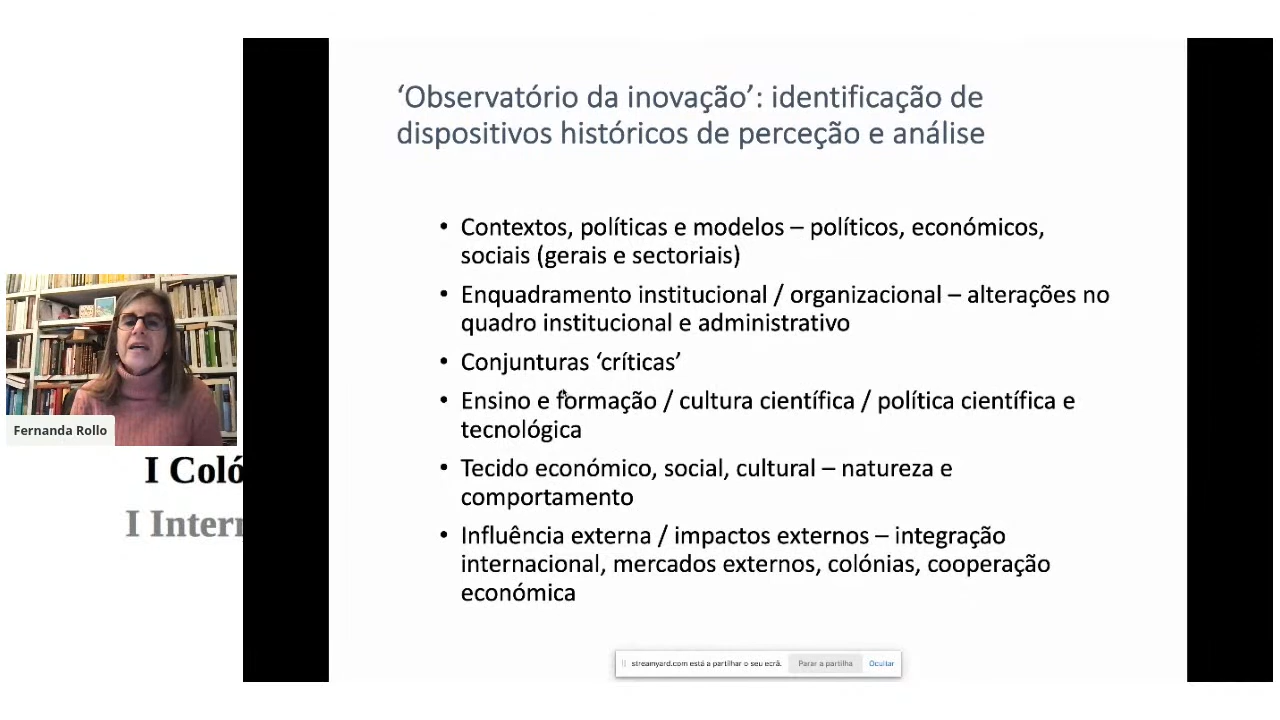 ‘Observatório da inovação’: identificação de
dispositivos históricos de perceção e análise
• Contextos, políticas e modelos – políticos, económicos,
sociais (gerais e sectoriais)
• Enquadramento institucional / organizacional – alterações no
quadro institucional e administrativo
• Conjunturas ‘críticas’
• Ensino e formação / cultura científica / política científica e
tecnológica
• Tecido económico, social, cultural – natureza e
comportamento
• Influência externa / impactos externos – integração
internacional, mercados externos, colónias, cooperação
económica
Fernanda Rollo
I Coló
I Inter
streamyard.com está a partilhar o seu ecrã. Parar a partilha Ocultar